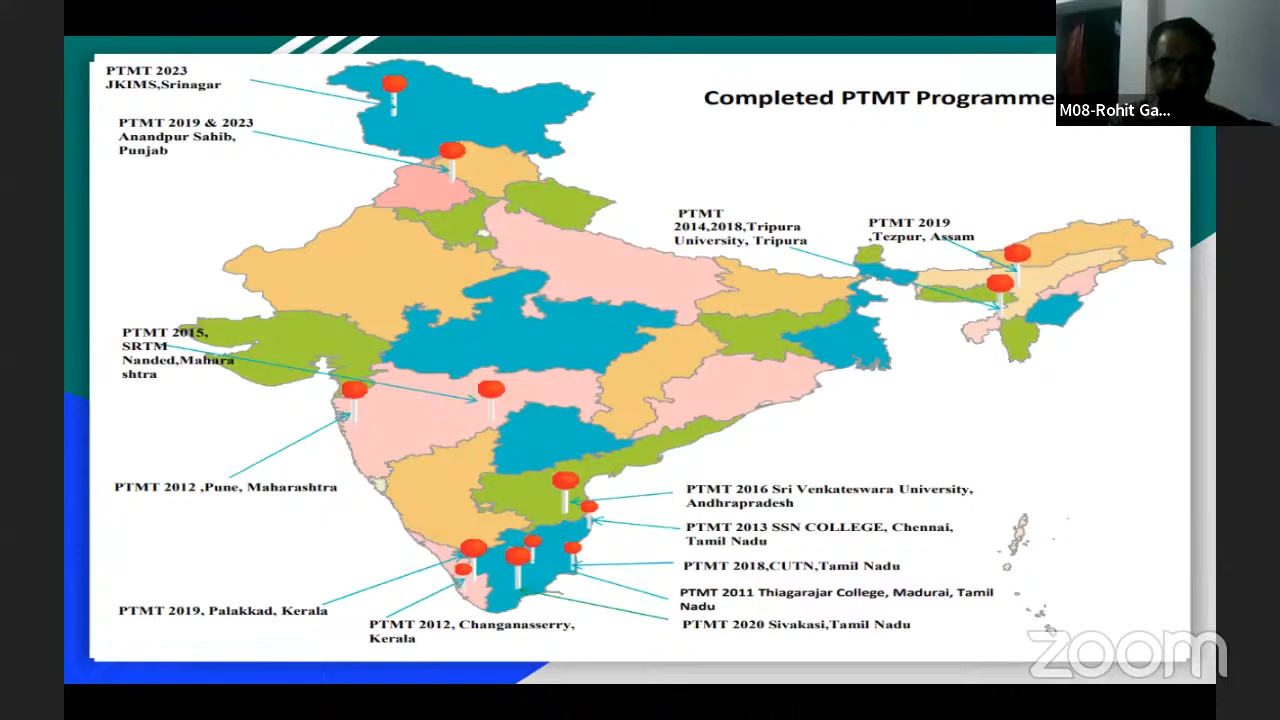 Completed PTMT Programme
M08-Rohit Ga...
PTMT 2023
JKIMS,Srinagar
PTMT 2019 & 2023
Anandpur Sahib,
Punjab
PTMT
2014,2018,Tripura
University, Tripura
PTMT 2019
,Tezpur, Assam
PTMT 2015,
SRTM
Nanded,Mahara
shtra
PTMT 2012 ,Pune, Maharashtra
PTMT 2016 Sri Venkateswara University,
Andhrapradesh
PTMT 2013 SSN COLLEGE, Chennai,
Tamil Nadu
PTMT 2018,CUTN,Tamil Nadu
PTMT 2011 Thiagarajar College, Madurai, Tamil
Nadu
PTMT 2020 Sivakasi,Tamil Nadu
PTMT 2019, Palakkad, Kerala
PTMT 2012, Changanasserry,
Kerala
zoom